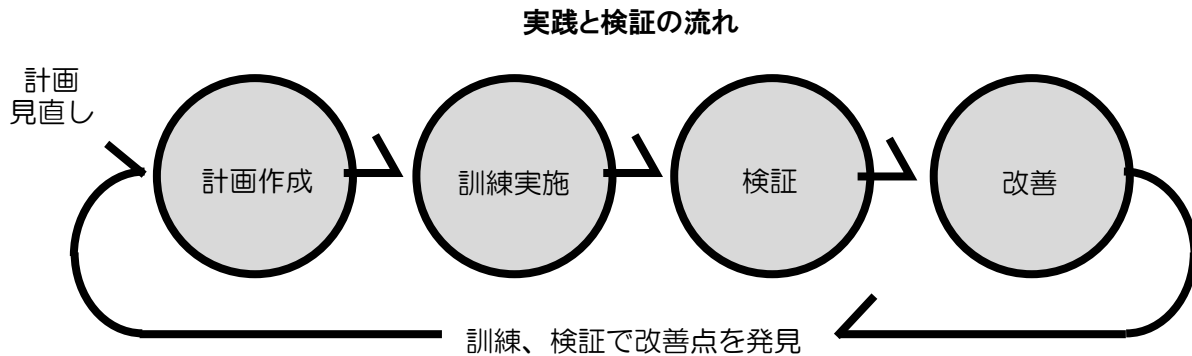 実践と検証の流れ
計画
見直し
計画作成
訓練実施
検証
改善
訓練、検証で改善点を発見